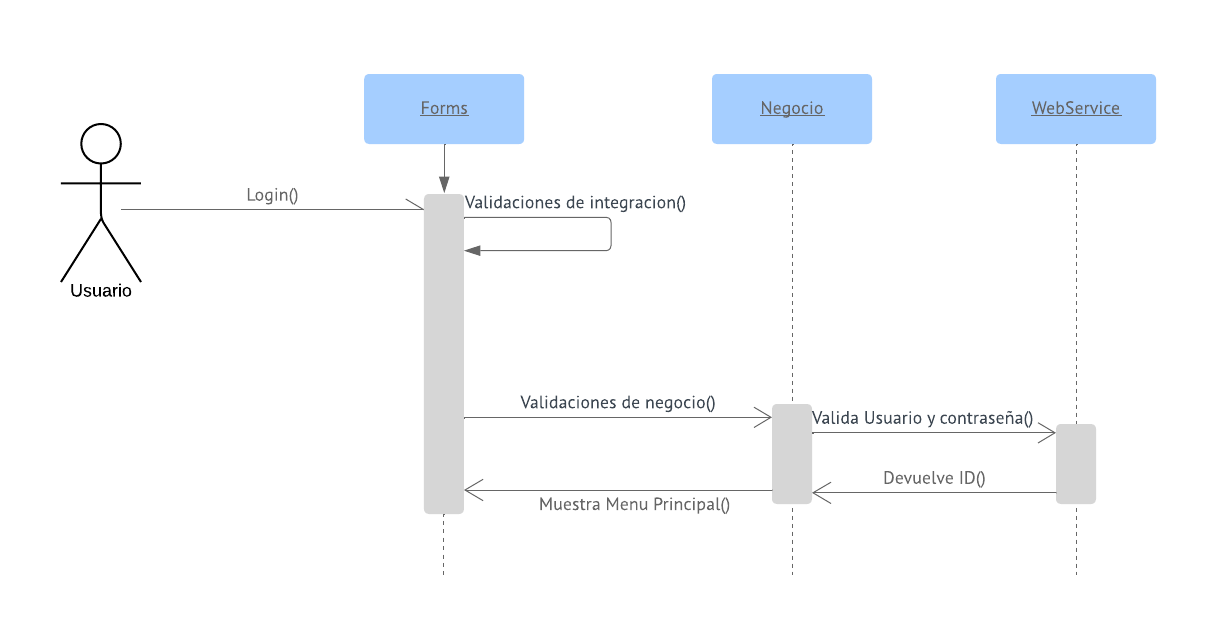 Forms
Negocio
WebService
Login()
Validaciones de integracion()
Usuario
Validaciones de negocio()
Valida Usuario y contraseña()
Devuelve ID()
Muestra Menu Principal()